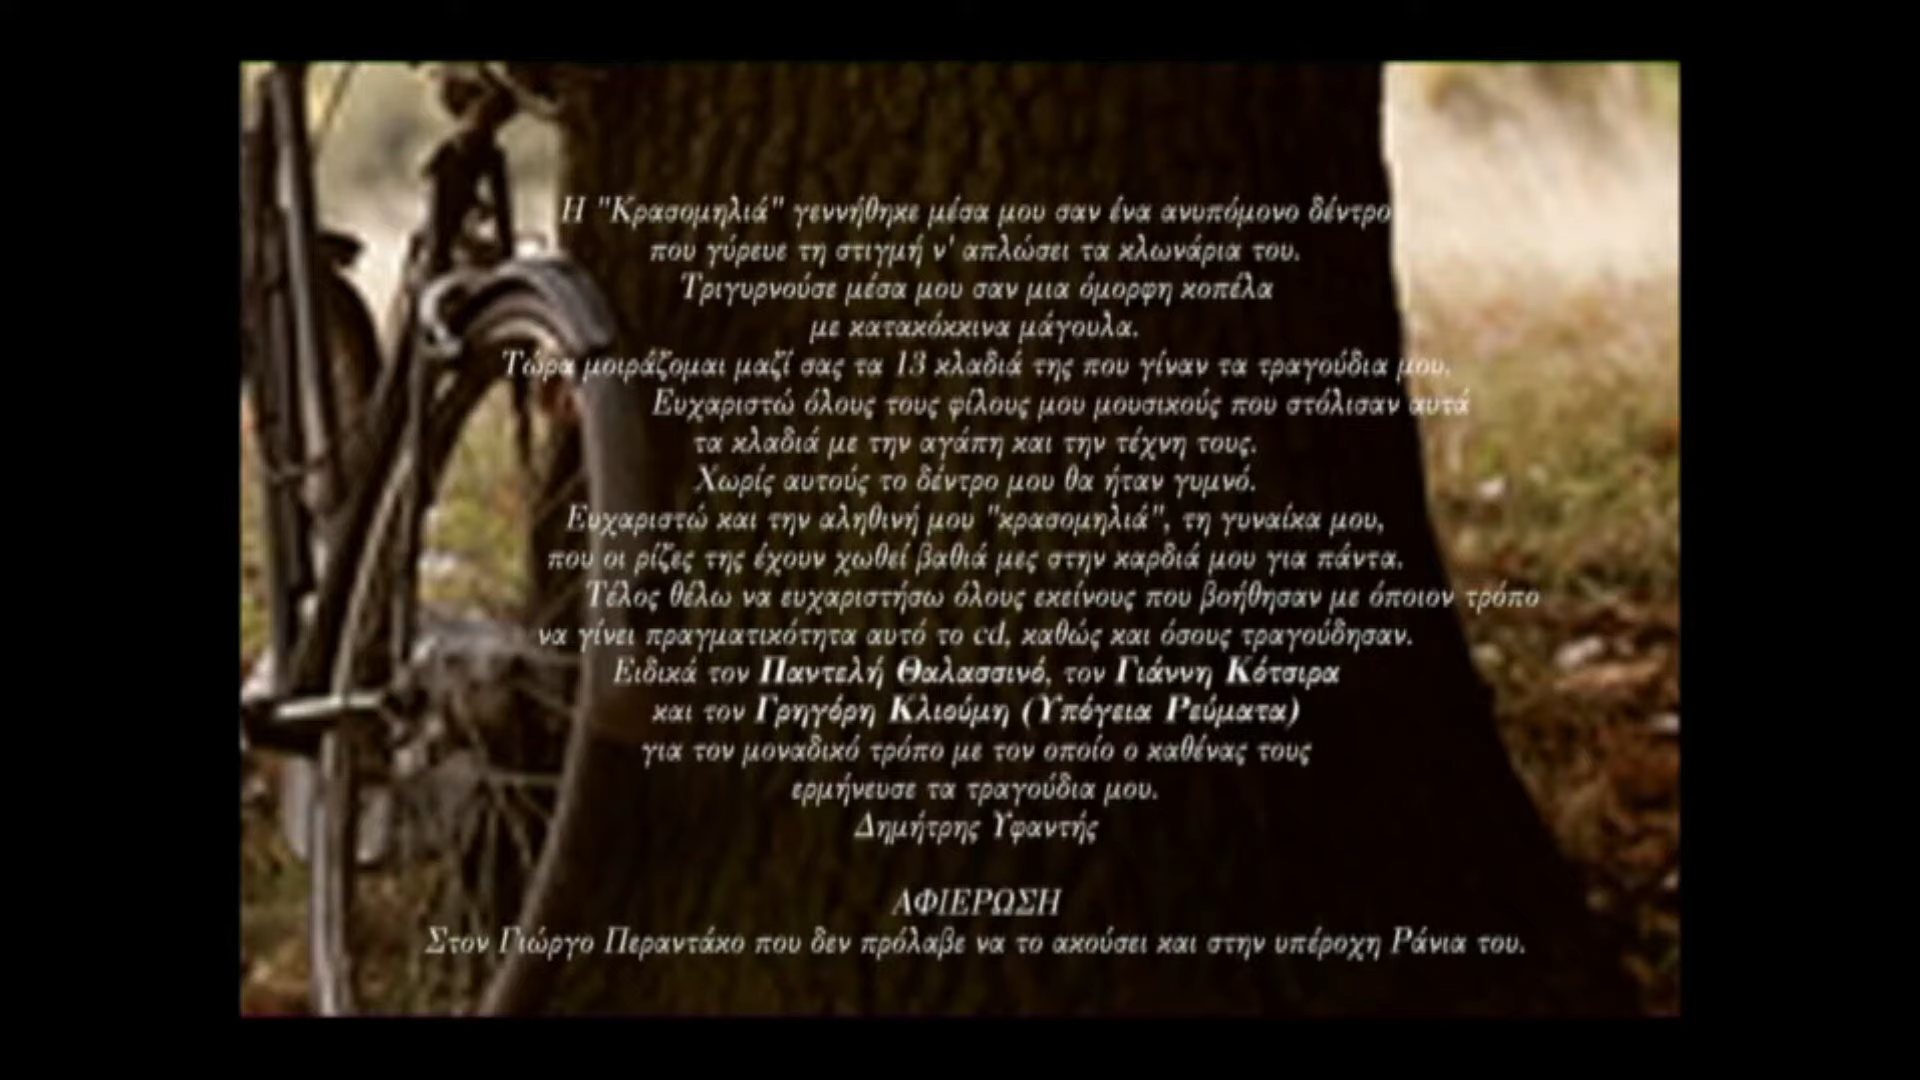 Η "Κρασομηλιά" γεννήθηκε μέσα μου σαν ένα ανυπόμονο δέντρο
που γύρευε τη στιγμή ν' απλώσει τα κλωνάρια του.
Τριγυρνούσε μέσα μου σαν μια όμορφη κοπέλα
με κατακόκκινα μάγουλα.
Τώρα μοιράζομαι μαζί σας τα 13 κλαδιά της που γίναν τα τραγούδια μου.
Ευχαριστώ όλους τους φίλους μου μουσικούς που στόλισαν αυτά
τα κλαδιά με την αγάπη και την τέχνη τους.
Χωρίς αυτούς το δέντρο μου θα ήταν γυμνό.
Ευχαριστώ και την αληθινή μου "κρασομηλιά", τη γυναίκα μου,
που οι ρίζες της έχουν χωθεί βαθιά μες στην καρδιά μου για πάντα.
Τέλος θέλω να ευχαριστήσω όλους εκείνους που βοήθησαν με όποιον τρόπο
να γίνει πραγματικότητα αυτό το cd, καθώς και όσους τραγούδησαν.
Ειδικά τον Παντελή Θαλασσινό, τον Γιάννη Κότσιρα
και τον Γρηγόρη Κλιούμη (Υπόγεια Ρεύματα)
για τον μοναδικό τρόπο με τον οποίο ο καθένας τους
ερμήνευσε τα τραγούδια μου.
Δημήτρης Υφαντής
ΑΦΙΕΡΩΣΗ
Στον Γιώργο Περαντάκο που δεν πρόλαβε να το ακούσει και στην υπέροχη Ράνια του.